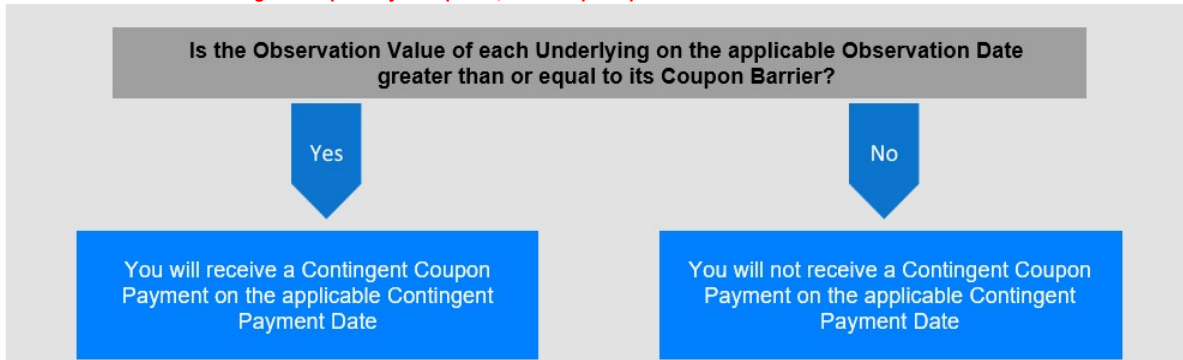 Is the Observation Value of each Underlying on the applicable Observation Date
greater than or equal to its Coupon Barrier?
Yes
No
You will receive a Contingent Coupon
Payment on the applicable Contingent
Payment Date
You will not receive a Contingent Coupon
Payment on the applicable Contingent
Payment Date